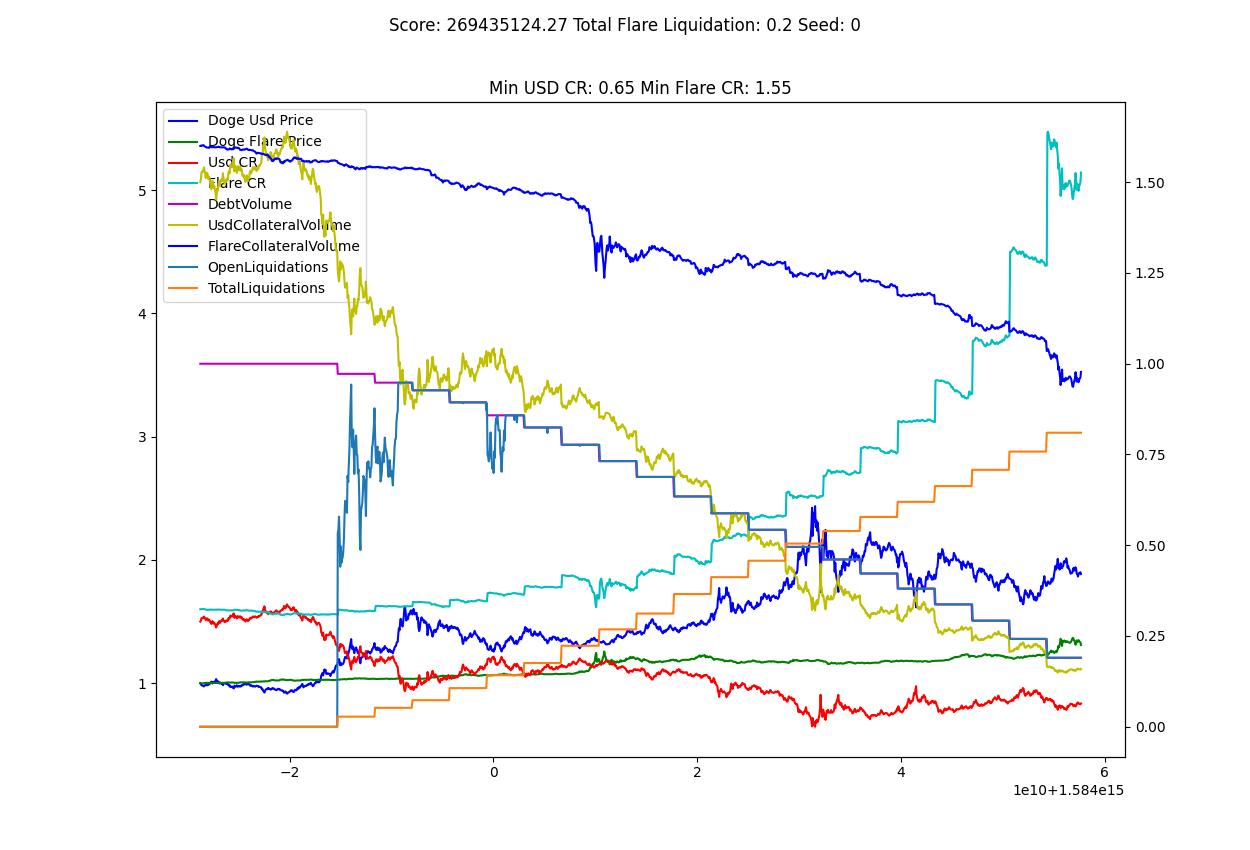 Score: 269435124.27 Total Flare Liquidation: 0.2 Seed: 0
Min USD CR: 0.65 Min Flare CR: 1.55
Doge Usd Price
Doge Flare Price
Usd CR
Flare CR
DebtVolume
UsdCollateralVolume
FlareCollateralVolume
OpenLiquidations
TotalLiquidations
5
4
3
2
1
1.50
1.25
1.00
0.75
0.50
0.25
0.00
−2
0
2
4
6
1e10+1.584e15